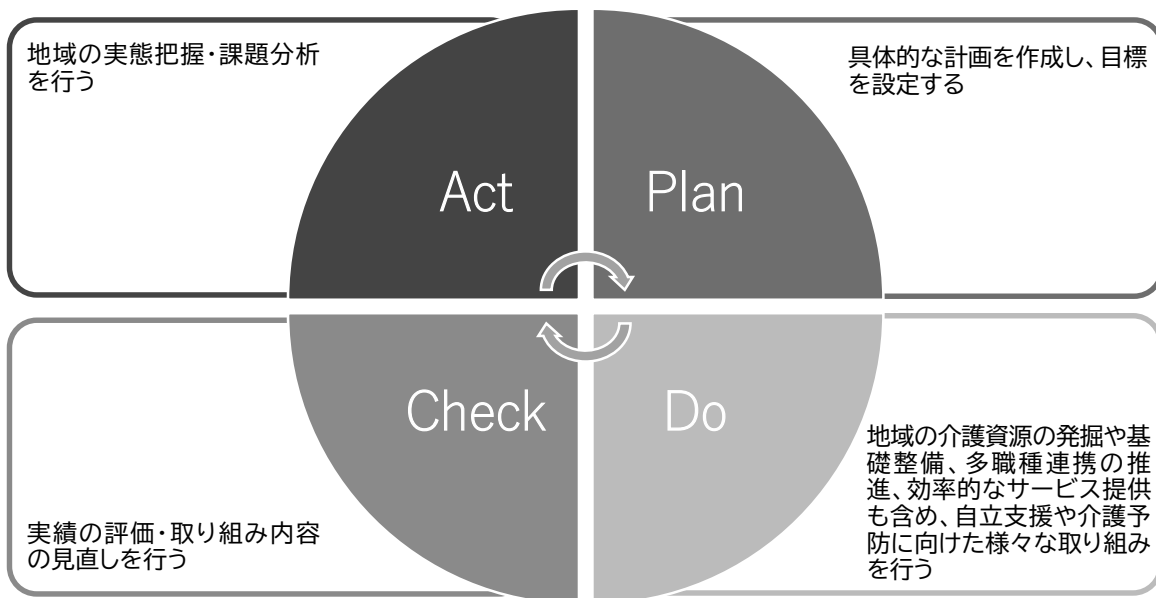 地域の実態把握・課題分析
を行う
具体的な計画を作成し、目標
を設定する
Act
Plan
Check
Do
実績の評価・取り組み内容
の見直しを行う
地域の介護資源の発掘や基
礎整備、多職種連携の推
進、効率的なサービス提供
も含め、自立支援や介護予
防に向けた様々な取り組み
を行う